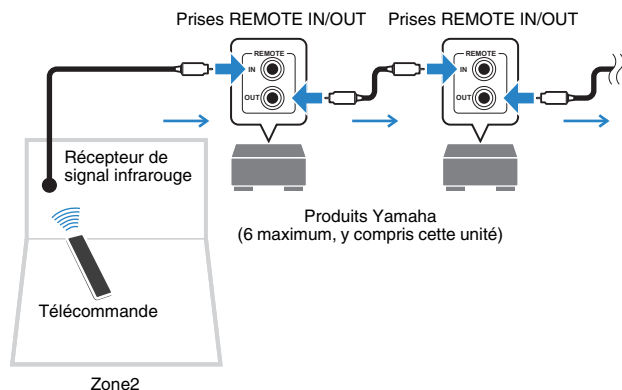 Prises REMOTE IN/OUT
Prises REMOTE IN/OUT
REMOTE
IN
OUT
REMOTE
IN
OUT
Récepteur de
signal infrarouge
Produits Yamaha
(6 maximum, y compris cette unité)
Télécommande
Zone2